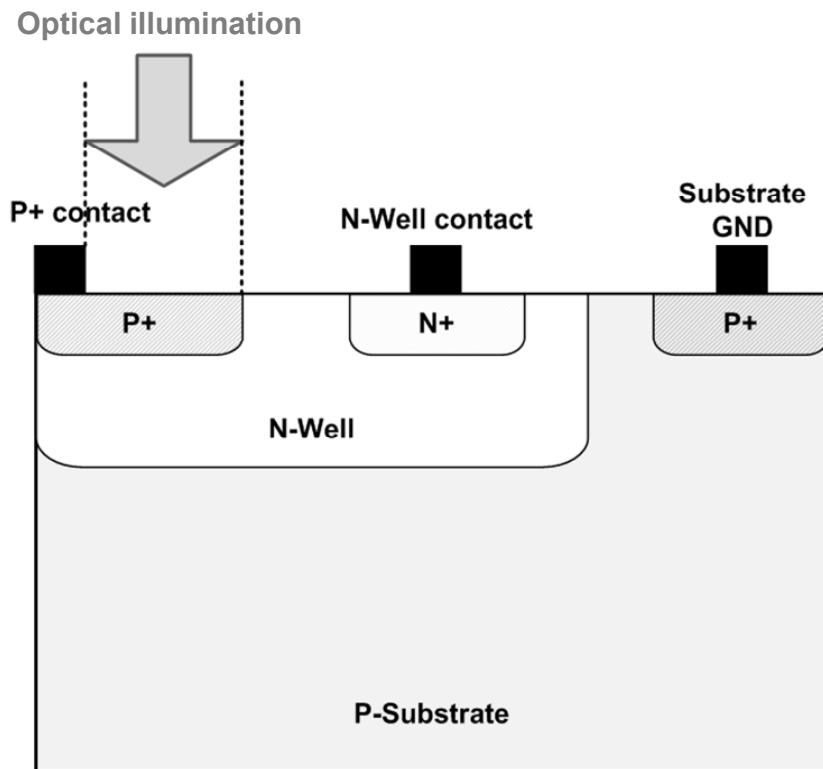 Optical illumination
P+ contact
N-Well contact
Substrate
GND
P+
N+
P+
N-Well
P-Substrate